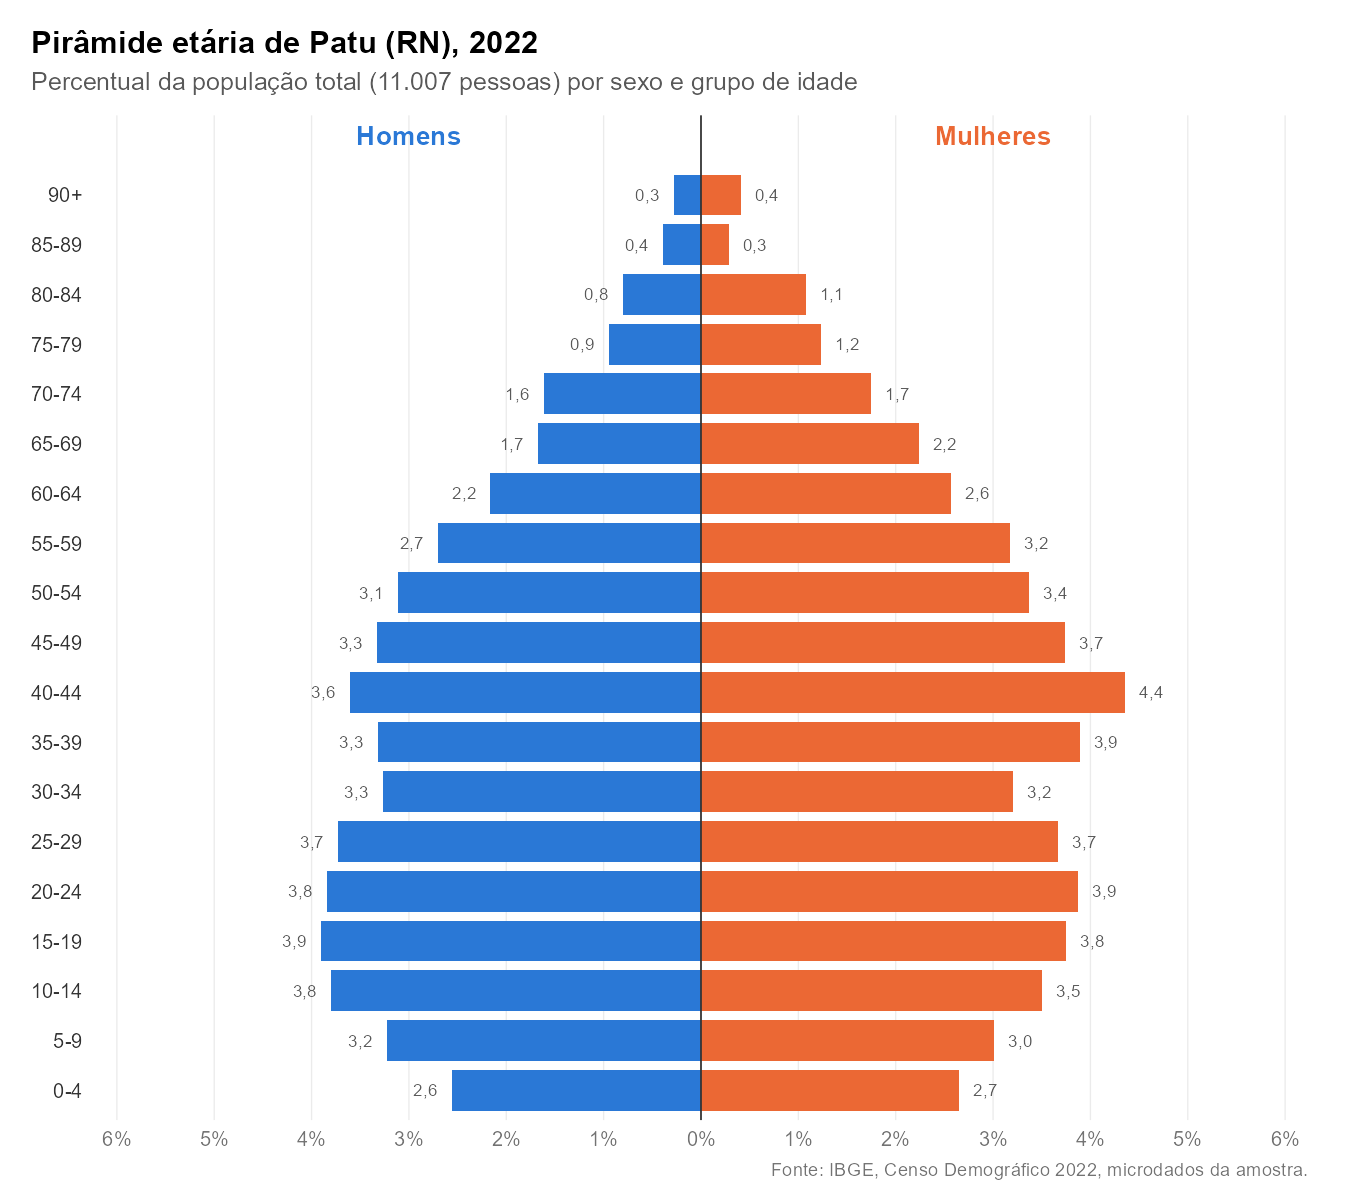 Pirâmide etária de Patu (RN), 2022
Percentual da população total (11.007 pessoas) por sexo e grupo de idade
Homens Mulheres
90+ 0,3 0,4
85-89 0,4 0,3
80-84 0,8 1,1
75-79 0,9 1,2
70-74 1,6 1,7
65-69 1,7 2,2
60-64 2,2 2,6
55-59 2,7 3,2
50-54 3,1 3,4
45-49 3,3 3,7
40-44 3,6 4,4
35-39 3,3 3,9
30-34 3,3 3,2
25-29 3,7 3,7
20-24 3,8 3,9
15-19 3,9 3,8
10-14 3,8 3,5
5-9 3,2 3,0
0-4 2,6 2,7
6% 5% 4% 3% 2% 1% 0% 1% 2% 3% 4% 5% 6%
Fonte: IBGE, Censo Demográfico 2022, microdados da amostra.